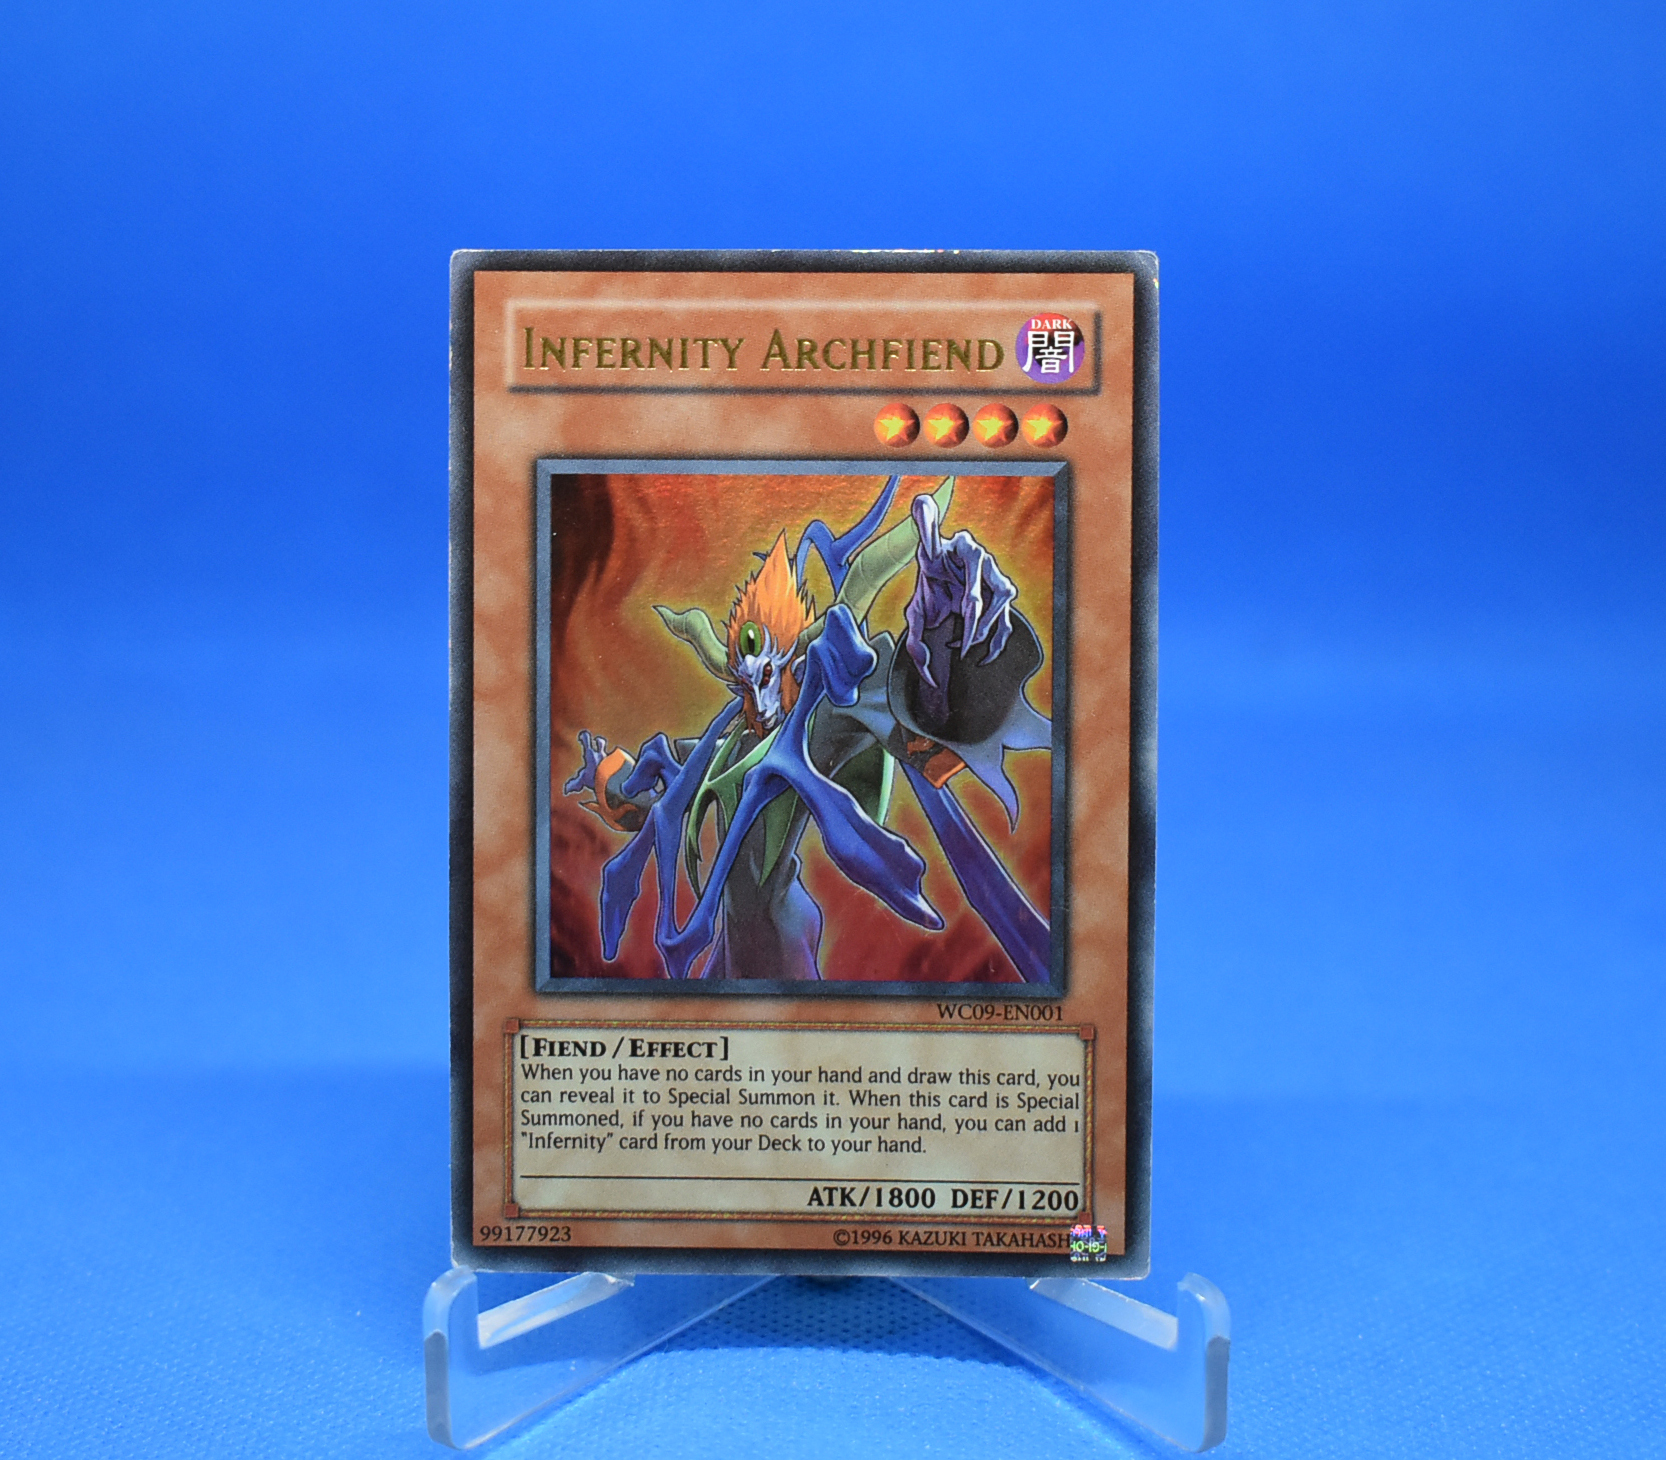 INFERNITY ARCHFIEND
DARK
闇
WC09-EN001
[FIEND / EFFECT]
When you have no cards in your hand and draw this card, you
can reveal it to Special Summon it. When this card is Special
Summoned, if you have no cards in your hand, you can add 1
"Infernity" card from your Deck to your hand.
ATK/1800 DEF/1200
99177923
©1996 KAZUKI TAKAHASH